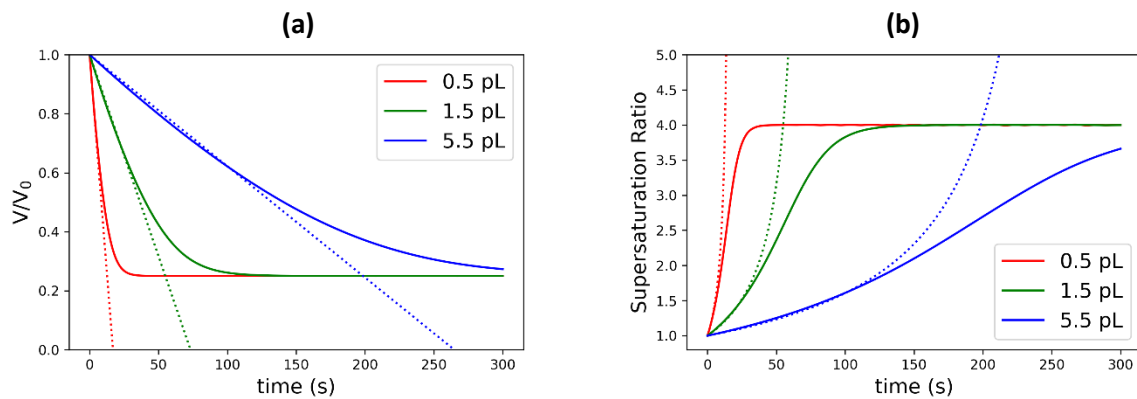 (a)
1.0
0.8
0.6
0.4
0.2
0.0
V/V₀
0 50 100 150 200 250 300
time (s)
0.5 pL
1.5 pL
5.5 pL
(b)
5.0
4.5
4.0
3.5
3.0
2.5
2.0
1.5
1.0
Supersaturation Ratio
0 50 100 150 200 250 300
time (s)
0.5 pL
1.5 pL
5.5 pL